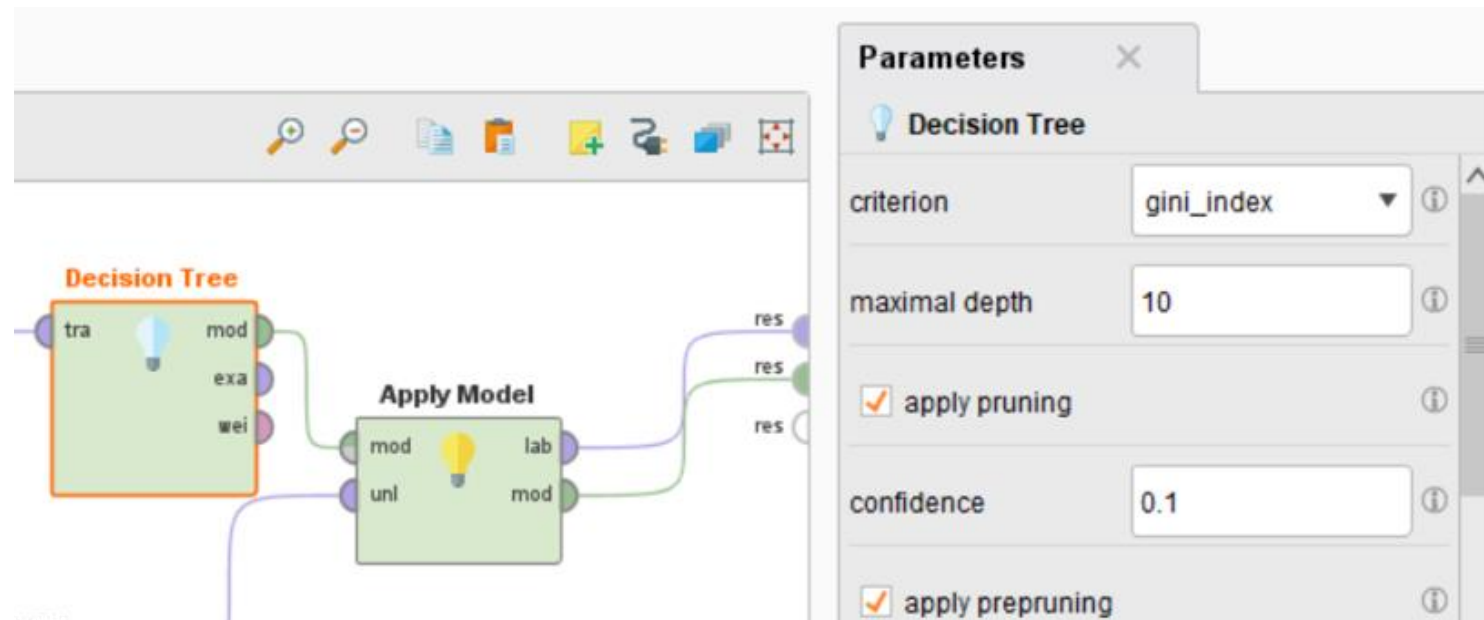 Parameters
Decision Tree
criterion
gini_index
maximal depth
10
apply pruning
confidence
0.1
apply prepruning
Decision Tree
tra
mod
exa
wei
Apply Model
mod
lab
unl
mod
res
res
res